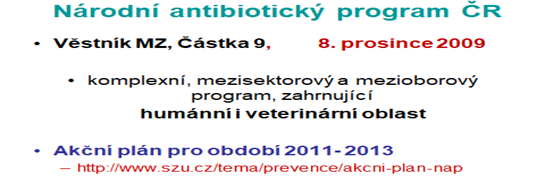 Národní antibiotický program ČR
• Věstník MZ, Částka 9, 8. prosince 2009
• komplexní, mezisektorový a mezioborový
program, zahrnující
humánní i veterinární oblast
• Akční plán pro období 2011-2013
– http://www.szu.cz/tema/prevence/akcni-plan-nap